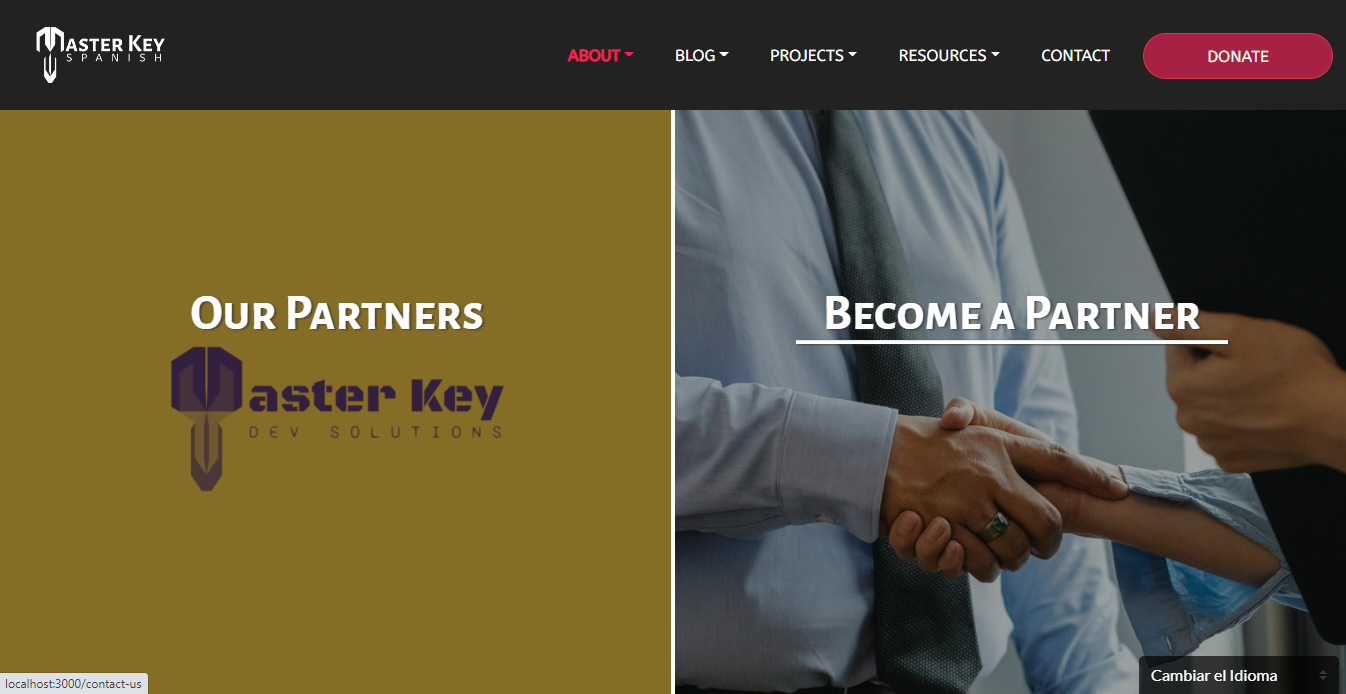 Master Key
SPANISH
ABOUT
BLOG
PROJECTS
RESOURCES
CONTACT
DONATE
Our Partners
Master Key
DEV SOLUTIONS
Become a Partner
localhost:3000/contact-us
Cambiar el Idioma